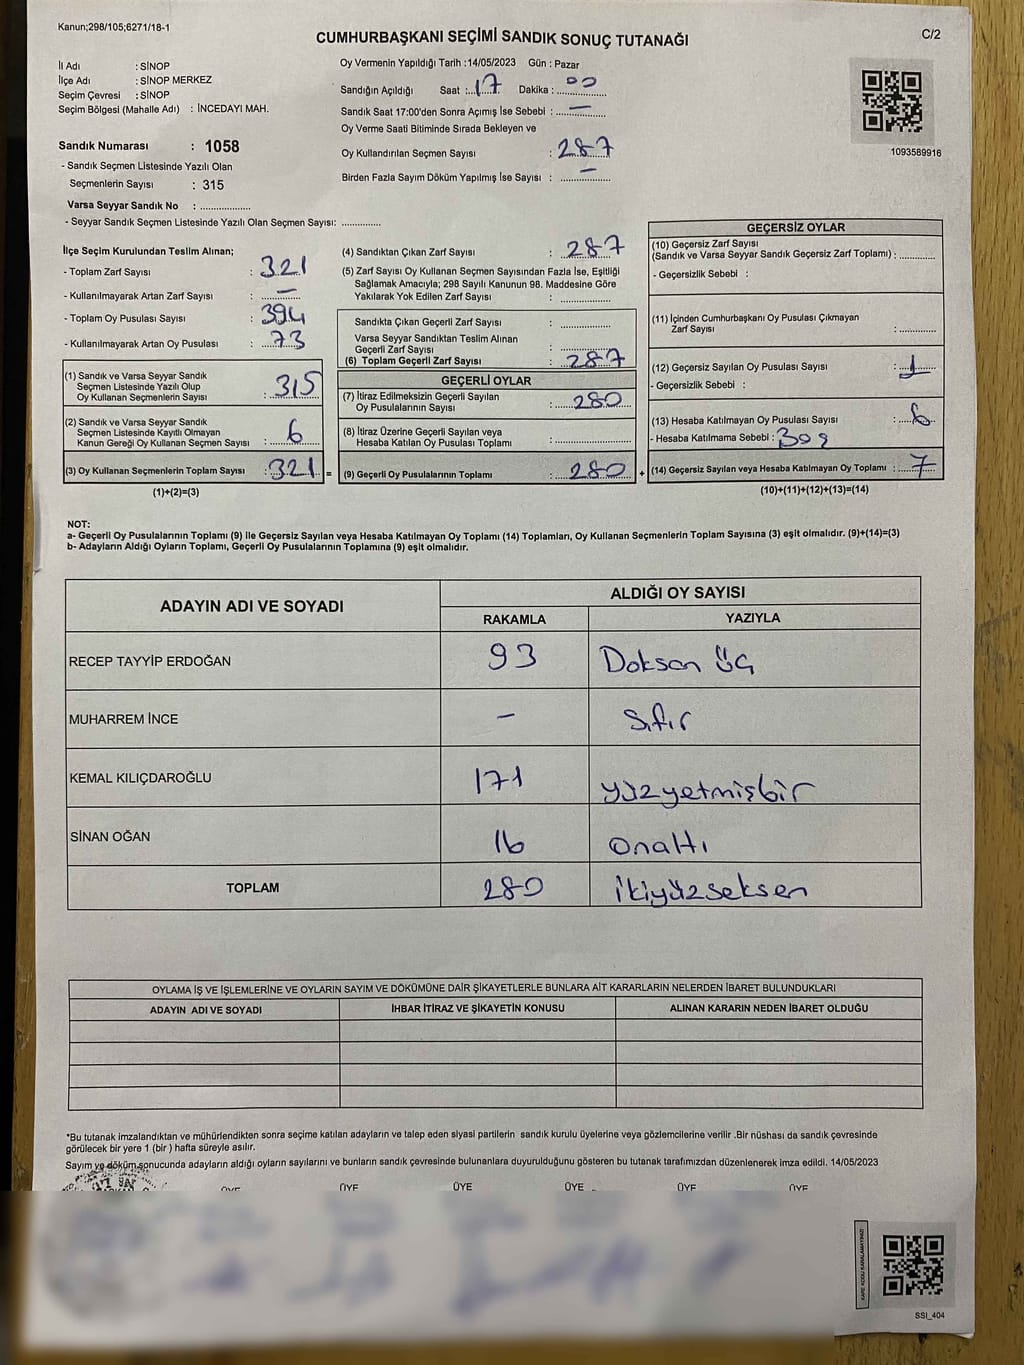 Kanun;298/105;6271/18-1
C/2
CUMHURBAŞKANI SEÇİMİ SANDIK SONUÇ TUTANAĞI
İl Adı : SİNOP
İlçe Adı : SİNOP MERKEZ
Seçim Çevresi : SİNOP
Seçim Bölgesi (Mahalle Adı) : İNCEDAYI MAH.
Sandık Numarası : 1058
- Sandık Seçmen Listesinde Yazılı Olan
Seçmenlerin Sayısı : 315
Varsa Seyyar Sandık No : ...................
- Seyyar Sandık Seçmen Listesinde Yazılı Olan Seçmen Sayısı: ..............
Oy Vermenin Yapıldığı Tarih :14/05/2023 Gün : Pazar
Sandığın Açıldığı Saat : 17 Dakika : 00
Sandık Saat 17:00'den Sonra Açımış İse Sebebi : —
Oy Verme Saati Bitiminde Sırada Bekleyen ve
Oy Kullandırılan Seçmen Sayısı : 287
Birden Fazla Sayım Döküm Yapılmış İse Sayısı : —
1093589916
İlçe Seçim Kurulundan Teslim Alınan;
- Toplam Zarf Sayısı : 321
- Kullanılmayarak Artan Zarf Sayısı : —
- Toplam Oy Pusulası Sayısı : 394
- Kullanılmayarak Artan Oy Pusulası : 73
(1) Sandık ve Varsa Seyyar Sandık
Seçmen Listesinde Yazılı Olup
Oy Kullanan Seçmenlerin Sayısı : 315
(2) Sandık ve Varsa Seyyar Sandık
Seçmen Listesinde Kayıtlı Olmayan
Kanun Gereği Oy Kullanan Seçmen Sayısı : 6
(3) Oy Kullanan Seçmenlerin Toplam Sayısı : 321 =
(1)+(2)=(3)
(4) Sandıktan Çıkan Zarf Sayısı : 287
(5) Zarf Sayısı Oy Kullanan Seçmen Sayısından Fazla İse, Eşitliği
Sağlamak Amacıyla; 298 Sayılı Kanunun 98. Maddesine Göre
Yakılarak Yok Edilen Zarf Sayısı : ..................
Sandıkta Çıkan Geçerli Zarf Sayısı : ..................
Varsa Seyyar Sandıktan Teslim Alınan
Geçerli Zarf Sayısı : ..................
(6) Toplam Geçerli Zarf Sayısı : 287
GEÇERLİ OYLAR
(7) İtiraz Edilmeksizin Geçerli Sayılan
Oy Pusulalarının Sayısı : 280
(8) İtiraz Üzerine Geçerli Sayılan veya
Hesaba Katılan Oy Pusulası Toplamı : ..................
(9) Geçerli Oy Pusulalarının Toplamı : 280 +
GEÇERSİZ OYLAR
(10) Geçersiz Zarf Sayısı
(Sandık ve Varsa Seyyar Sandık Geçersiz Zarf Toplamı) : .............
- Geçersizlik Sebebi :
(11) İçinden Cumhurbaşkanı Oy Pusulası Çıkmayan
Zarf Sayısı : .............
(12) Geçersiz Sayılan Oy Pusulası Sayısı : 1
- Geçersizlik Sebebi :
(13) Hesaba Katılmayan Oy Pusulası Sayısı : 6
- Hesaba Katılmama Sebebi :
(14) Geçersiz Sayılan veya Hesaba Katılmayan Oy Toplamı : 7
(10)+(11)+(12)+(13)=(14)
NOT:
a- Geçerli Oy Pusulalarının Toplamı (9) ile Geçersiz Sayılan veya Hesaba Katılmayan Oy Toplamı (14) Toplamları, Oy Kullanan Seçmenlerin Toplam Sayısına (3) eşit olmalıdır. (9)+(14)=(3)
b- Adayların Aldığı Oyların Toplamı, Geçerli Oy Pusulalarının Toplamına (9) eşit olmalıdır.
ADAYIN ADI VE SOYADI
ALDIĞI OY SAYISI
RAKAMLA YAZIYLA
RECEP TAYYİP ERDOĞAN 93 Doksan üç
MUHARREM İNCE — Sıfır
KEMAL KILIÇDAROĞLU 171 yüzyetmişbir
SİNAN OĞAN 16 onaltı
TOPLAM 280 ikiyüzseksen
OYLAMA İŞ VE İŞLEMLERİNE VE OYLARIN SAYIM VE DÖKÜMÜNE DAİR ŞİKAYETLERLE BUNLARA AİT KARARLARIN NELERDEN İBARET BULUNDUKLARI
ADAYIN ADI VE SOYADI İHBAR İTİRAZ VE ŞİKAYETİN KONUSU ALINAN KARARIN NEDEN İBARET OLDUĞU
*Bu tutanak imzalandıktan ve mühürlendikten sonra seçime katılan adayların ve talep eden siyasi partilerin sandık kurulu üyelerine veya gözlemcilerine verilir .Bir nüshası da sandık çevresinde
görülecek bir yere 1 (bir ) hafta süreyle asılır.
Sayım ve döküm sonucunda adayların aldığı oyların sayılarını ve bunların sandık çevresinde bulunanlara duyurulduğunu gösteren bu tutanak tarafımızdan düzenlenerek imza edildi. 14/05/2023
ÜYE ÜYE ÜYE ÜYE ÜYE ÜYE
KARE KODU KARALAMAYINIZ!
SSI_404